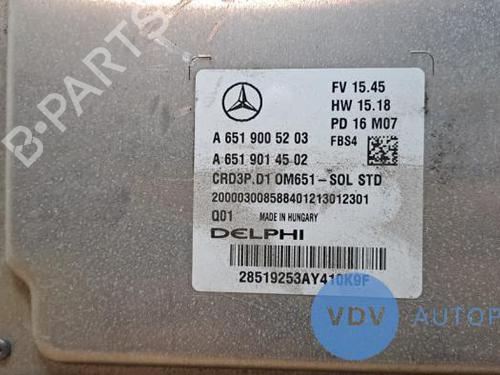 B-PARTS
FV 15.45
HW 15.18
PD 16 M07
FBS4
A 651 900 52 03
A 651 901 45 02
CRD3P.D1 OM651-SOL STD
200003008588401213012301
Q01 MADE IN HUNGARY
DELPHI
28519253AY410K9F
VDV AUTOP